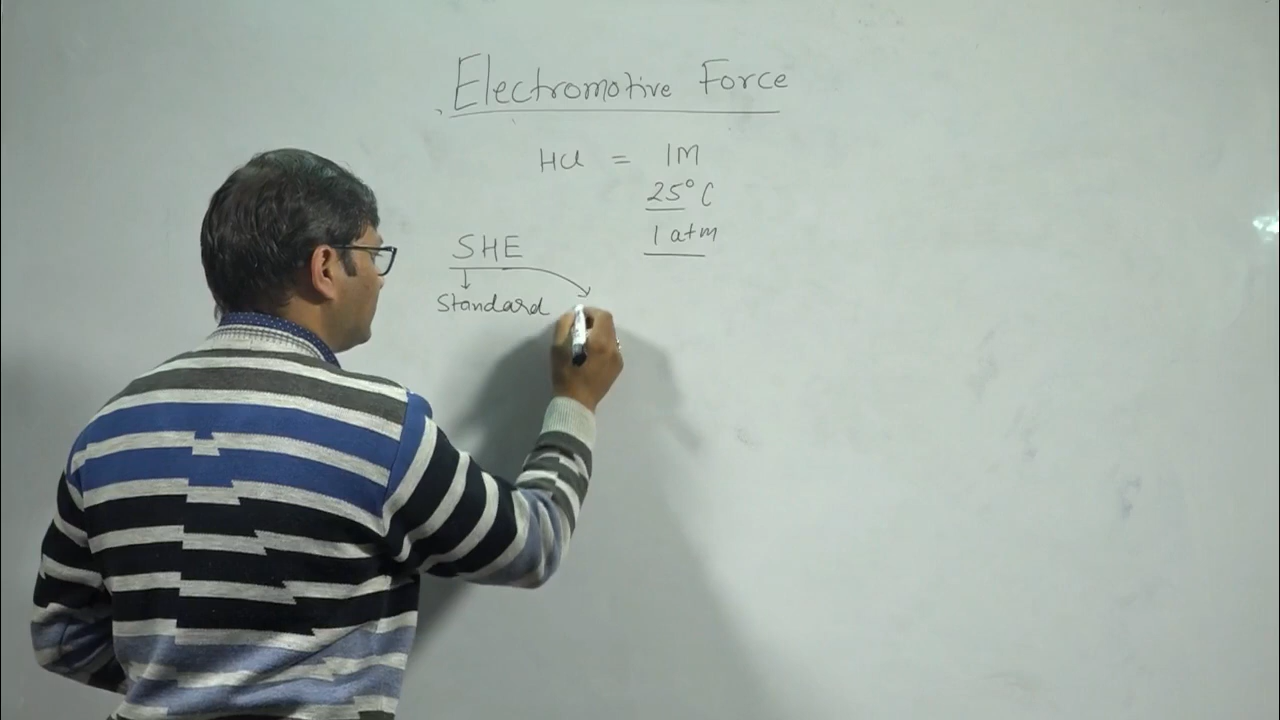 Electromotive Force
HCl = 1M
25°C
1 atm
SHE
Standard